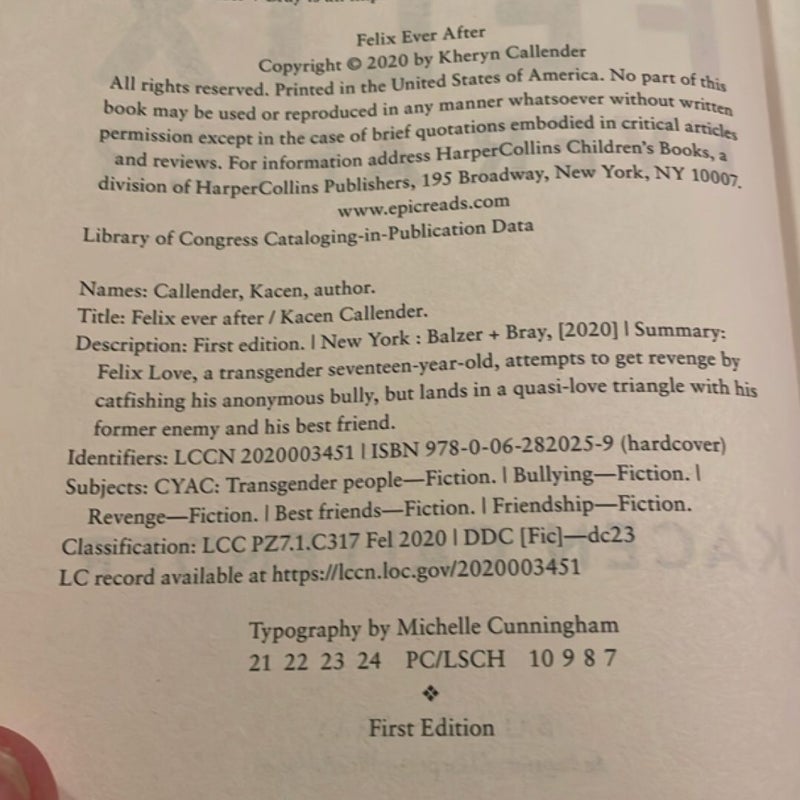 Felix Ever After
Copyright © 2020 by Kheryn Callender
All rights reserved. Printed in the United States of America. No part of this
book may be used or reproduced in any manner whatsoever without written
permission except in the case of brief quotations embodied in critical articles
and reviews. For information address HarperCollins Children's Books, a
division of HarperCollins Publishers, 195 Broadway, New York, NY 10007.
www.epicreads.com
Library of Congress Cataloging-in-Publication Data
Names: Callender, Kacen, author.
Title: Felix ever after / Kacen Callender.
Description: First edition. | New York : Balzer + Bray, [2020] | Summary:
Felix Love, a transgender seventeen-year-old, attempts to get revenge by
catfishing his anonymous bully, but lands in a quasi-love triangle with his
former enemy and his best friend.
Identifiers: LCCN 2020003451 | ISBN 978-0-06-282025-9 (hardcover)
Subjects: CYAC: Transgender people—Fiction. | Bullying—Fiction. |
Revenge—Fiction. | Best friends—Fiction. | Friendship—Fiction.
Classification: LCC PZ7.1.C317 Fel 2020 | DDC [Fic]—dc23
LC record available at https://lccn.loc.gov/2020003451
Typography by Michelle Cunningham
21 22 23 24 PC/LSCH 10 9 8 7
❖
First Edition